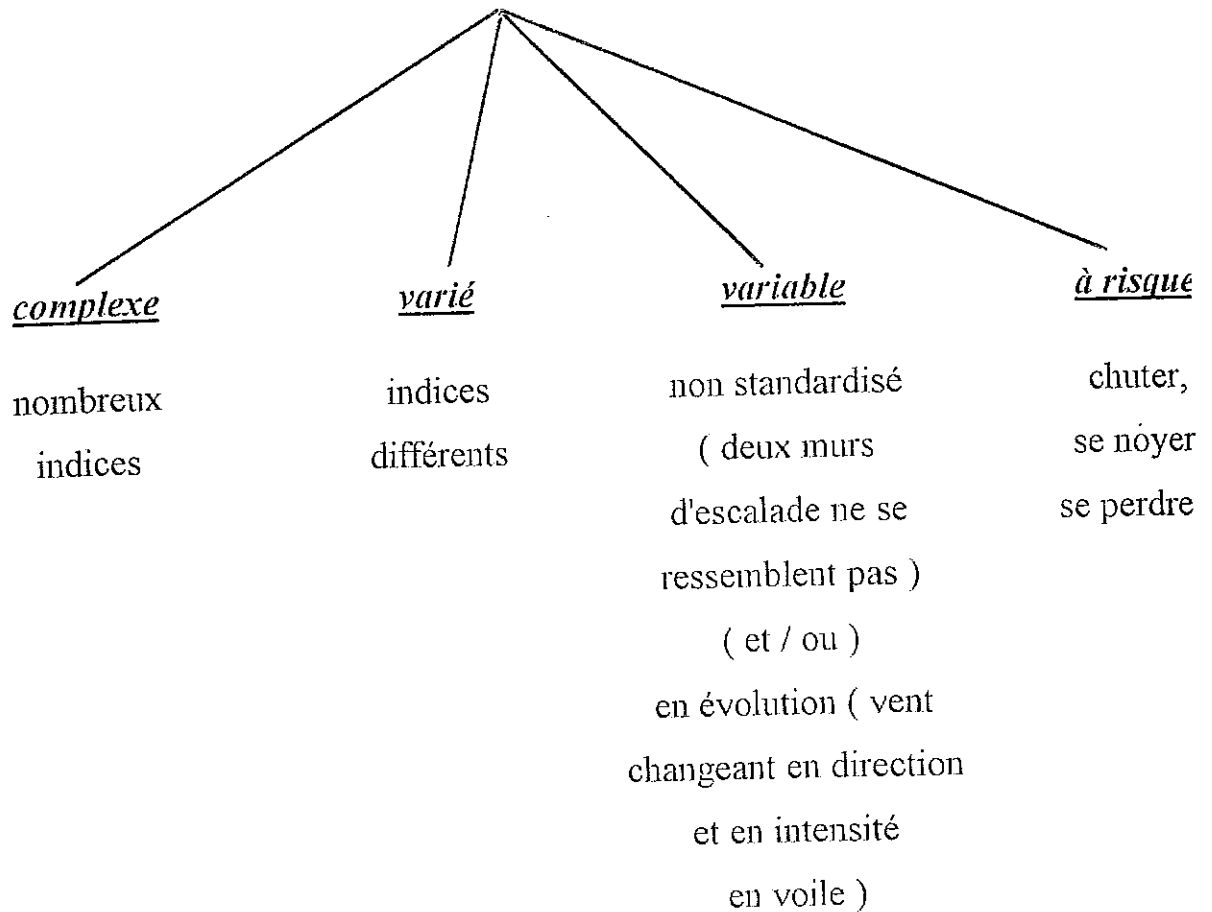 complexe
nombreux
indices
varié
indices
différents
variable
non standardisé
( deux murs
d'escalade ne se
ressemblent pas )
( et / ou )
en évolution ( vent
changeant en direction
et en intensité
en voile )
à risque
chuter,
se noyer
se perdre